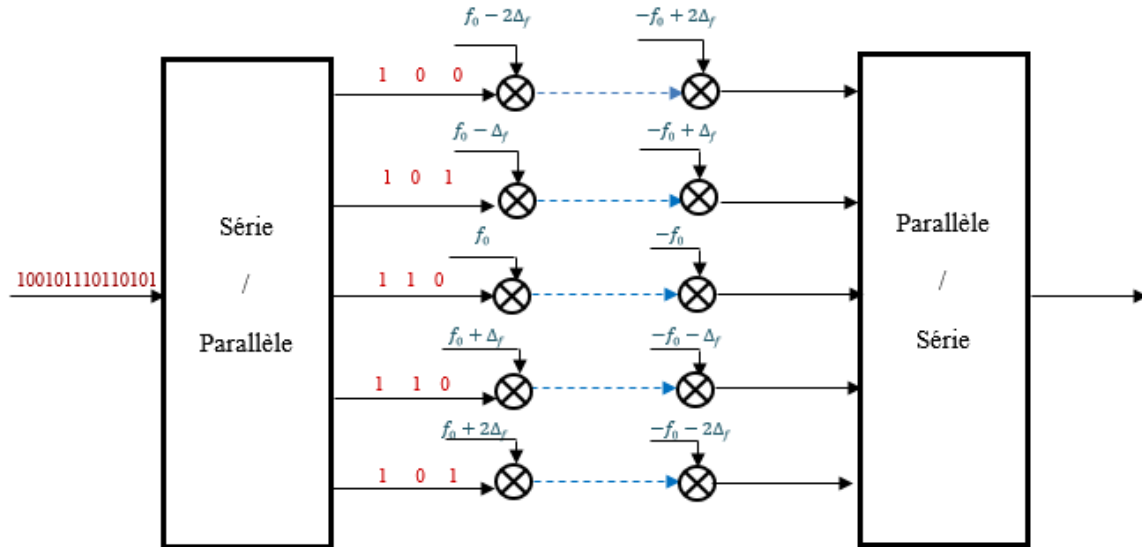 f₀ − 2Δ_f
−f₀ + 2Δ_f
1 0 0
f₀ − Δ_f
−f₀ + Δ_f
1 0 1
Série
/
Parallèle
Parallèle
/
Série
f₀
−f₀
100101110110101
1 1 0
f₀ + Δ_f
−f₀ − Δ_f
1 1 0
f₀ + 2Δ_f
−f₀ − 2Δ_f
1 0 1